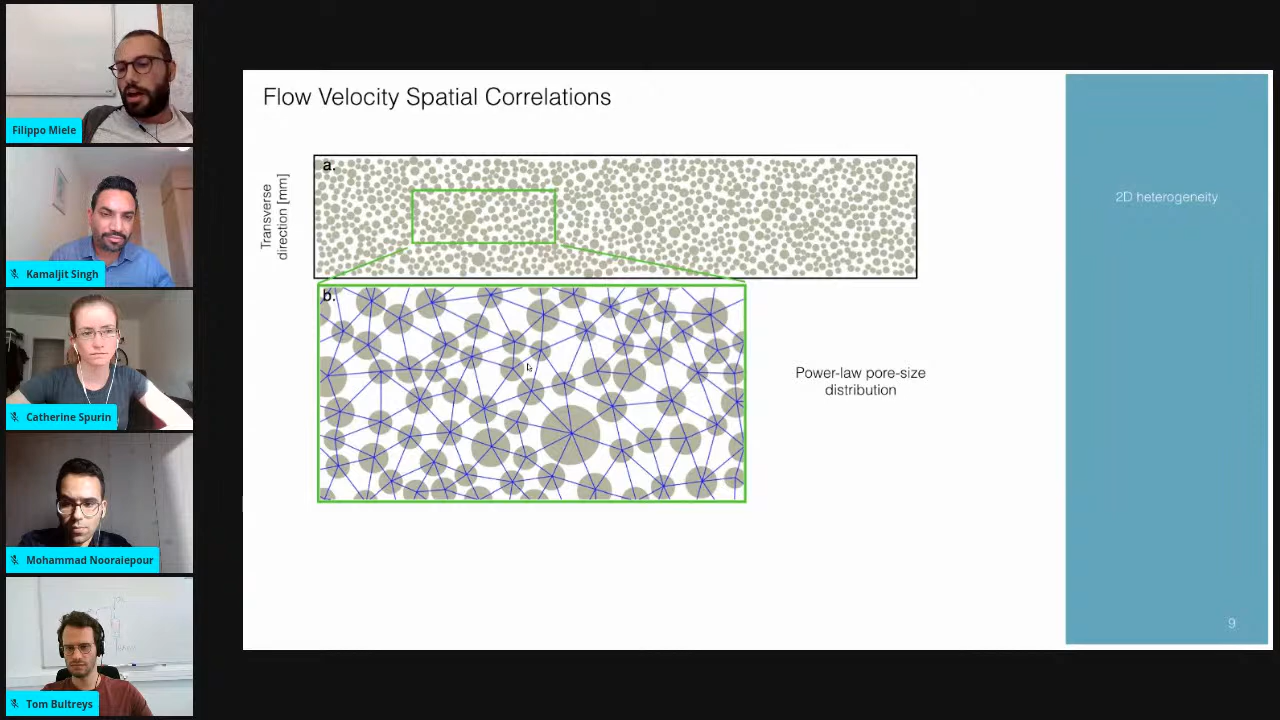 Filippo Miele
Kamaljit Singh
Catherine Spurin
Mohammad Nooraiepour
Tom Bultreys
Flow Velocity Spatial Correlations
a.
Transverse
direction [mm]
b.
Power-law pore-size
distribution
2D heterogeneity
9